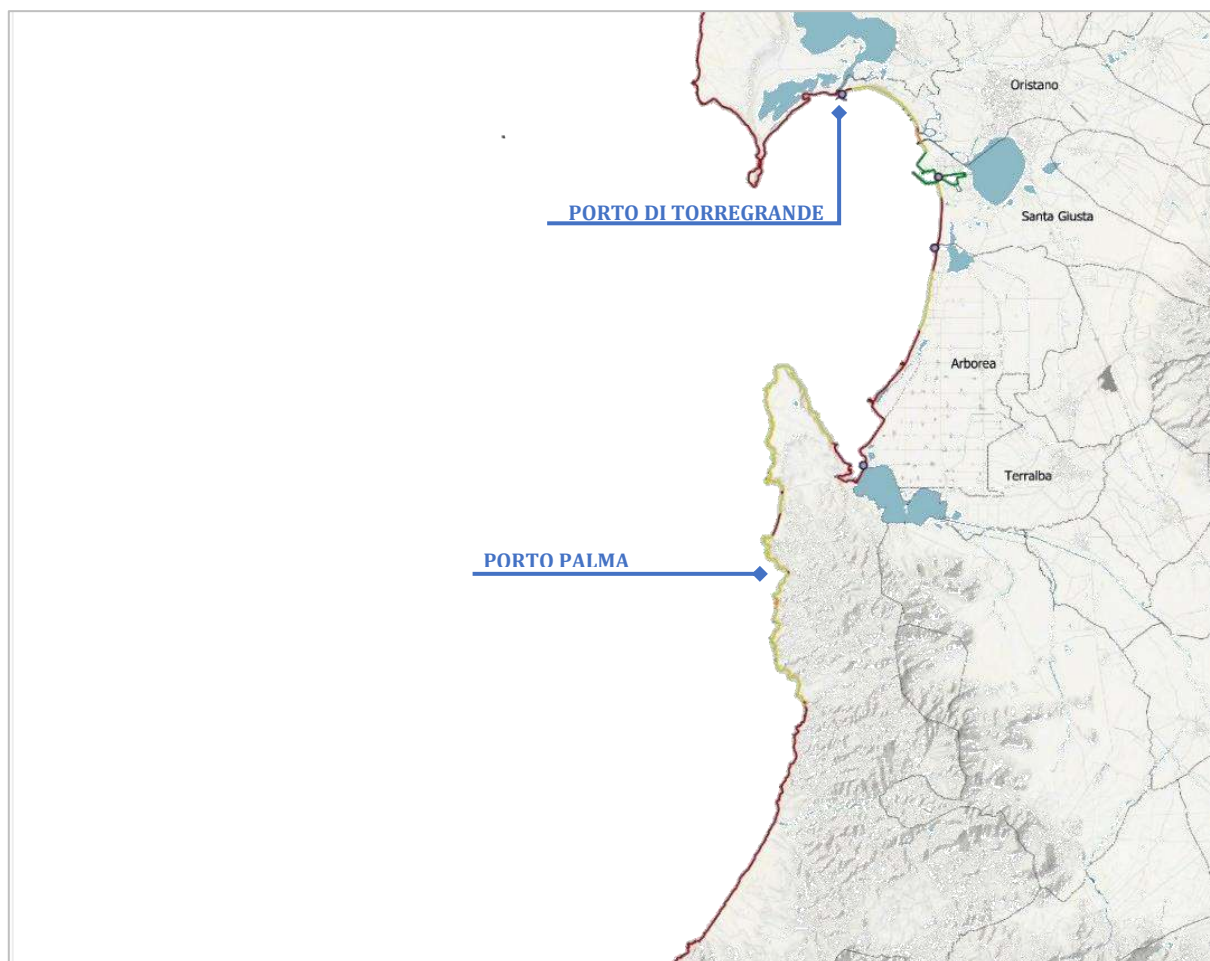 Oristano
PORTO DI TORREGRANDE
Santa Giusta
Arborea
Terralba
PORTO PALMA